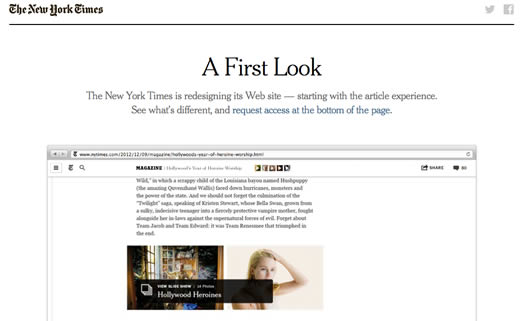 The New York Times
A First Look
The New York Times is redesigning its Web site — starting with the article experience.
See what's different, and request access at the bottom of the page.
www.nytimes.com/2012/12/09/magazine/hollywoods-year-of-heroine-worship.html
MAGAZINE | Hollywood's Year of Heroine Worship
SHARE
80
Wild," in which a scrappy child of the Louisiana bayou named Hushpuppy
(the amazing Quvenzhané Wallis) faced down hurricanes, monsters and
the power of the state. And we should not forget the culmination of the
"Twilight" saga, speaking of Kristen Stewart, whose Bella Swan, grown from
a sulky, indecisive teenager into a fiercely protective vampire mother, fought
alongside her in laws against the supernatural forces of evil. Forget about
Team Jacob and Team Edward: it was Team Renesmee that triumphed in
the end.
VIEW SLIDE SHOW | 14 Photos
Hollywood Heroines